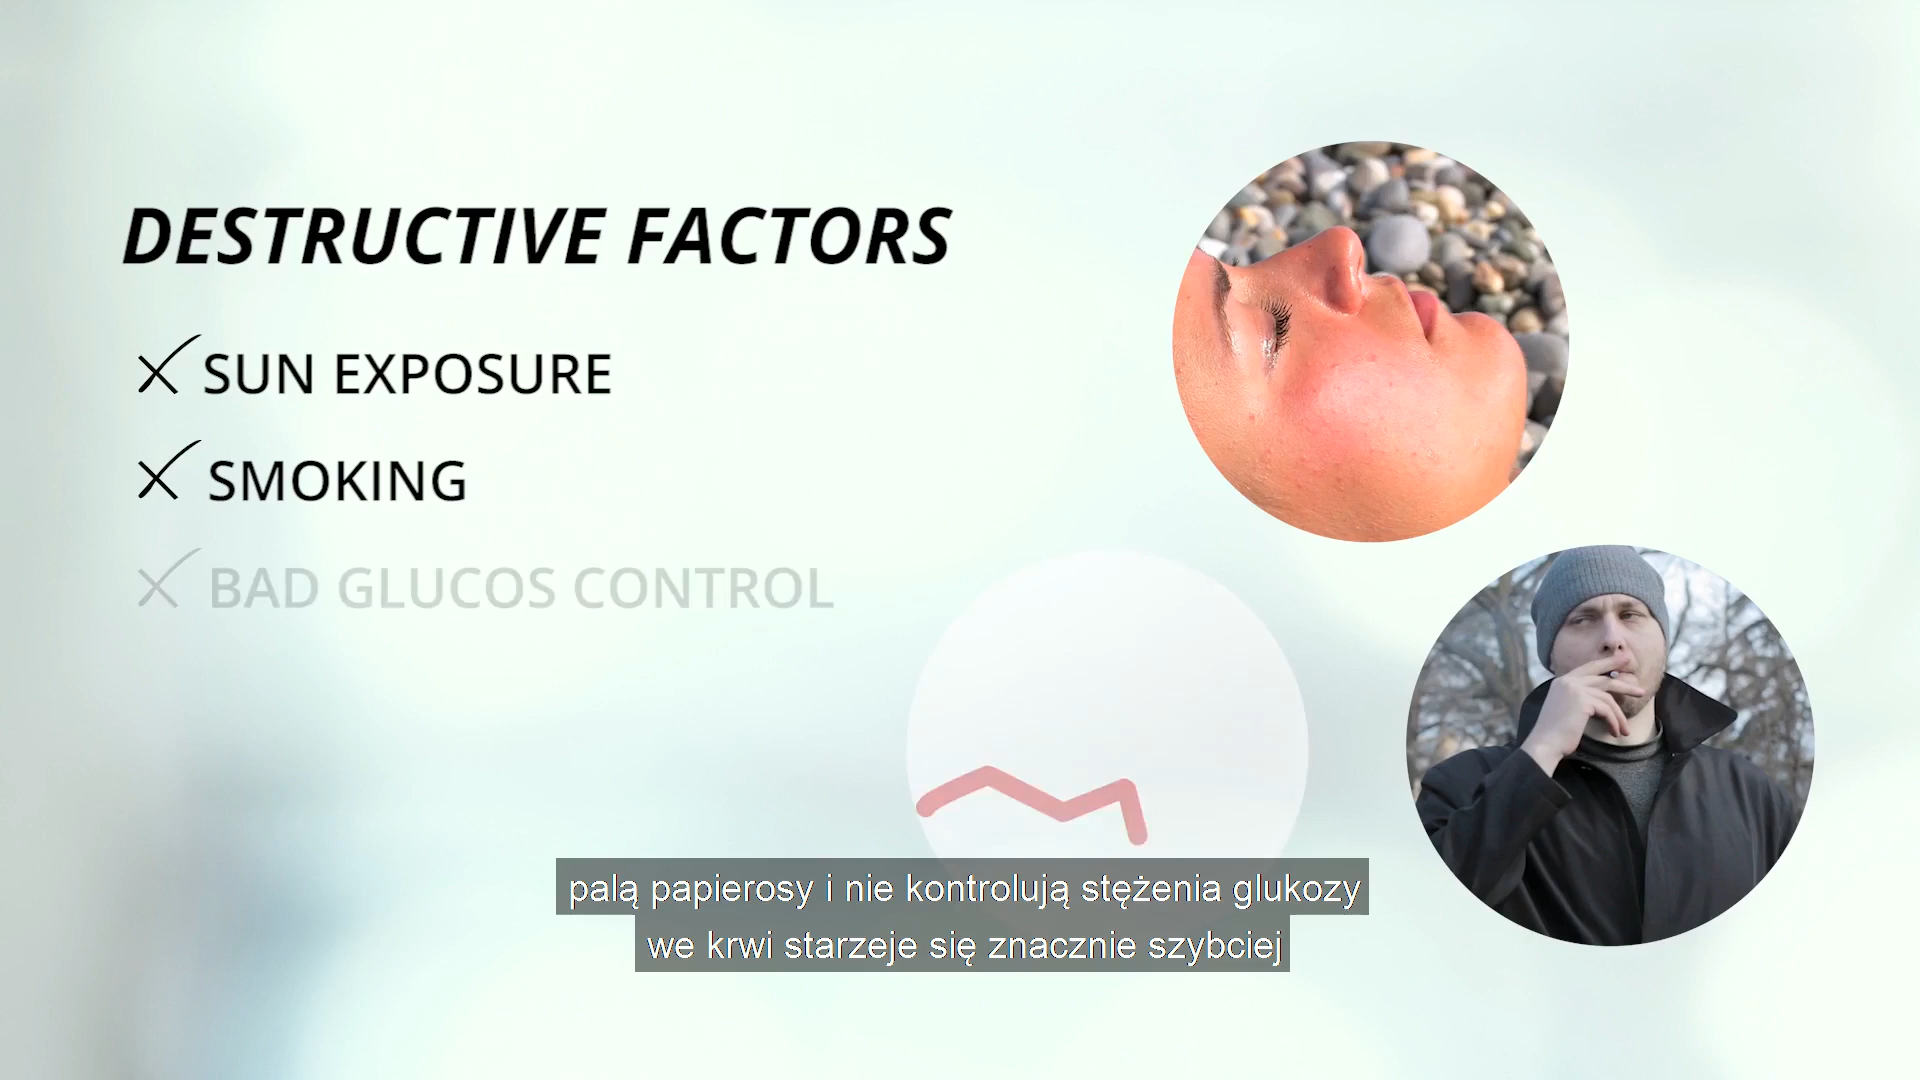 DESTRUCTIVE FACTORS
SUN EXPOSURE
SMOKING
BAD GLUCOS CONTROL
palą papierosy i nie kontrolują stężenia glukozy
we krwi starzeje się znacznie szybciej